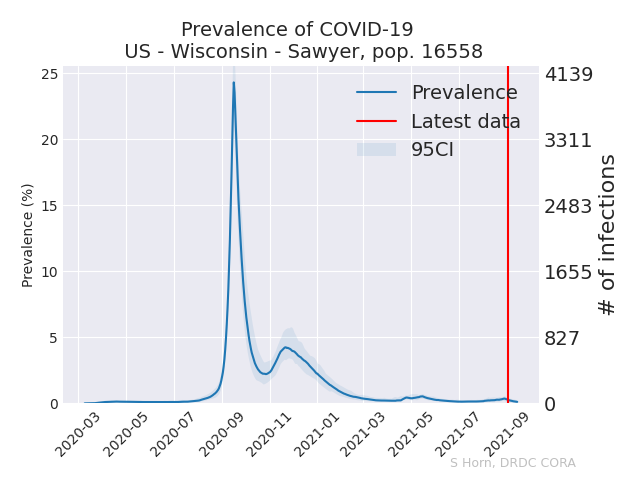 Prevalence of COVID-19
US - Wisconsin - Sawyer, pop. 16558
Prevalence
Latest data
95CI
Prevalence (%)
25
20
15
10
5
0
4139
3311
2483
1655
827
0
# of infections
2020-03
2020-05
2020-07
2020-09
2020-11
2021-01
2021-03
2021-05
2021-07
2021-09
S Horn, DRDC CORA